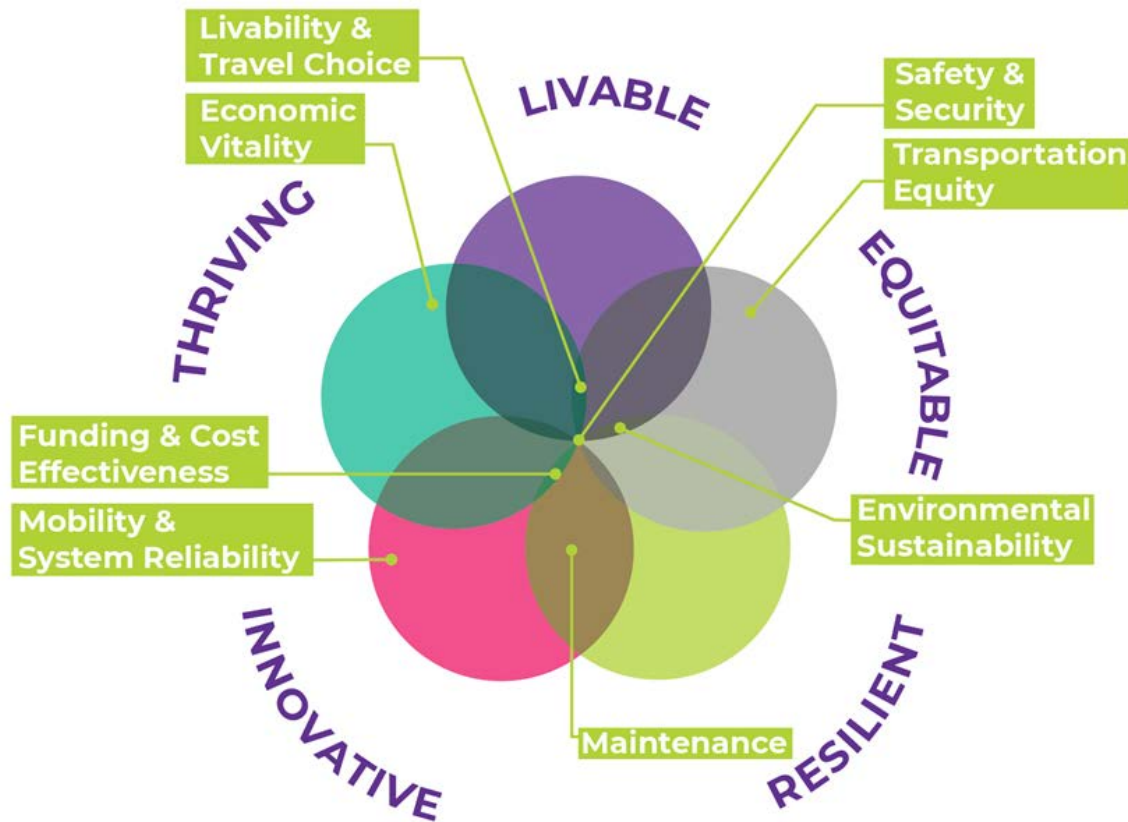 Livability &
Travel Choice
Economic
Vitality
LIVABLE
Safety &
Security
Transportation
Equity
THRIVING
EQUITABLE
Funding & Cost
Effectiveness
Mobility &
System Reliability
Environmental
Sustainability
INNOVATIVE
Maintenance
RESILIENT